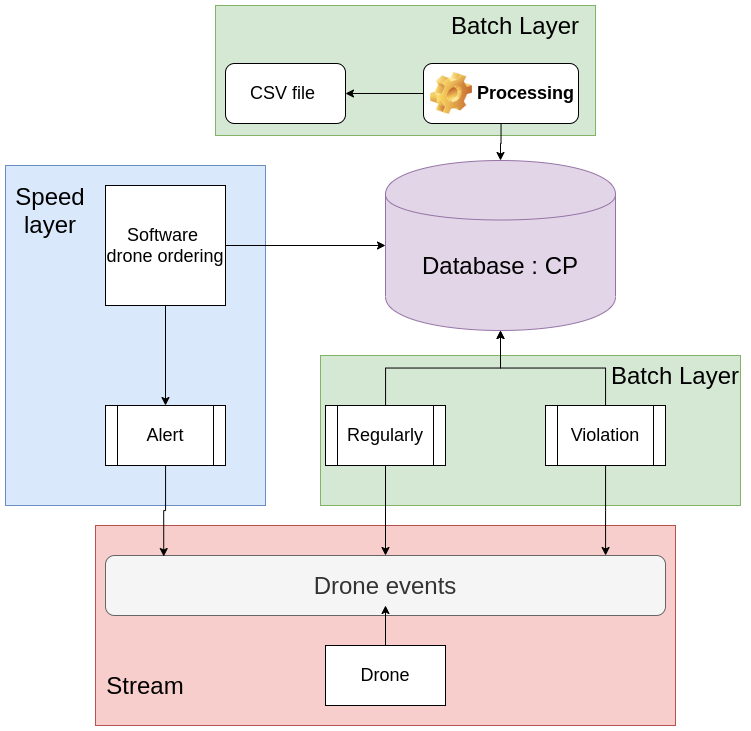 Batch Layer
CSV file
Processing
Speed
layer
Software
drone ordering
Database : CP
Batch Layer
Alert
Regularly
Violation
Drone events
Drone
Stream